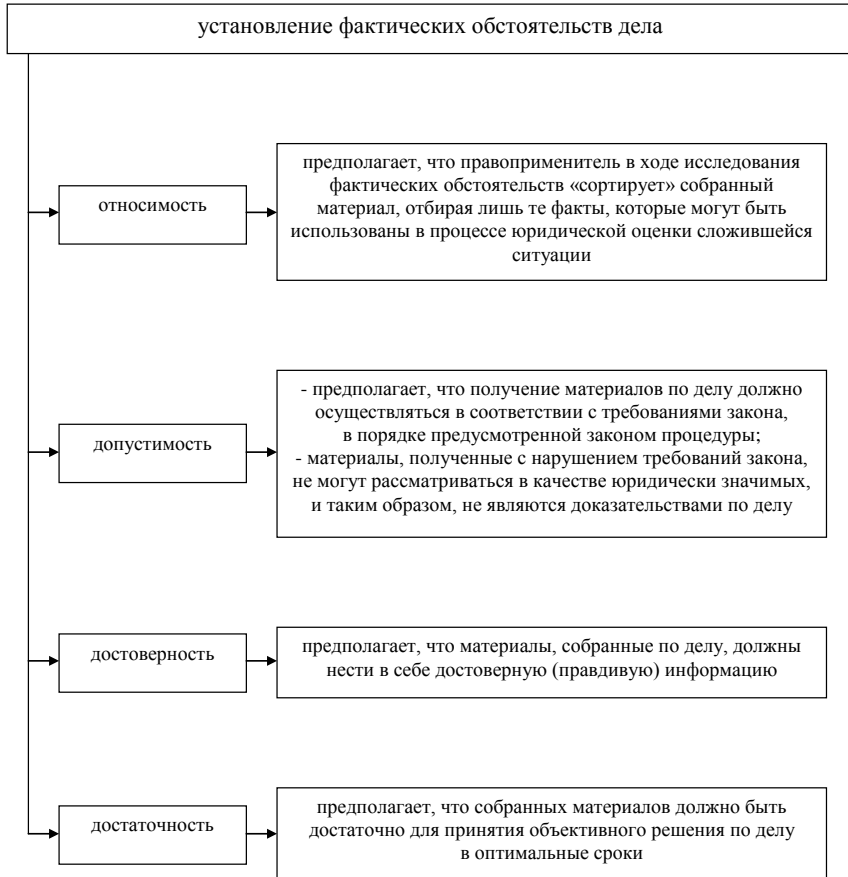 установление фактических обстоятельств дела
относимость
предполагает, что правоприменитель в ходе исследования
фактических обстоятельств «сортирует» собранный
материал, отбирая лишь те факты, которые могут быть
использованы в процессе юридической оценки сложившейся
ситуации
допустимость
- предполагает, что получение материалов по делу должно
осуществляться в соответствии с требованиями закона,
в порядке предусмотренной законом процедуры;
- материалы, полученные с нарушением требований закона,
не могут рассматриваться в качестве юридически значимых,
и таким образом, не являются доказательствами по делу
достоверность
предполагает, что материалы, собранные по делу, должны
нести в себе достоверную (правдивую) информацию
достаточность
предполагает, что собранных материалов должно быть
достаточно для принятия объективного решения по делу
в оптимальные сроки